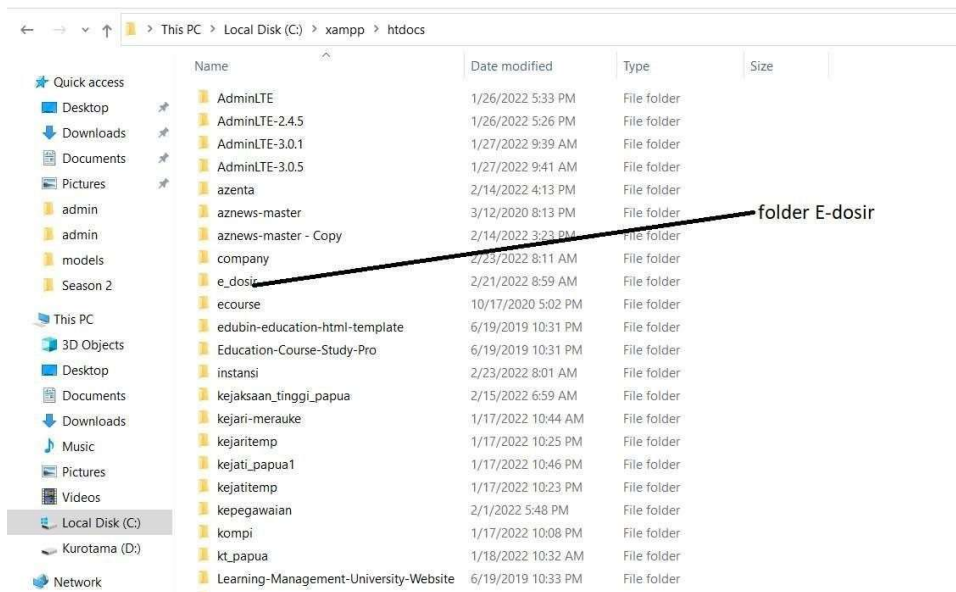 This PC > Local Disk (C:) > xampp > htdocs
Name Date modified Type Size
Quick access
Desktop
Downloads
Documents
Pictures
admin
admin
models
Season 2
This PC
3D Objects
Desktop
Documents
Downloads
Music
Pictures
Videos
Local Disk (C:)
Kurotama (D:)
Network
AdminLTE 1/26/2022 5:33 PM File folder
AdminLTE-2.4.5 1/26/2022 5:26 PM File folder
AdminLTE-3.0.1 1/27/2022 9:39 AM File folder
AdminLTE-3.0.5 1/27/2022 9:41 AM File folder
azenta 2/14/2022 4:13 PM File folder
aznews-master 3/12/2020 8:13 PM File folder
aznews-master - Copy 2/14/2022 3:23 PM File folder
company 2/23/2022 8:11 AM File folder
e_dosir 2/21/2022 8:59 AM File folder
ecourse 10/17/2020 5:02 PM File folder
edubin-education-html-template 6/19/2019 10:31 PM File folder
Education-Course-Study-Pro 6/19/2019 10:31 PM File folder
instansi 2/23/2022 8:01 AM File folder
kejaksaan_tinggi_papua 2/15/2022 6:59 AM File folder
kejari-merauke 1/17/2022 10:44 AM File folder
kejaritemp 1/17/2022 10:25 PM File folder
kejati_papua1 1/17/2022 10:46 PM File folder
kejatitemp 1/17/2022 10:23 PM File folder
kepegawaian 2/1/2022 5:48 PM File folder
kompi 1/17/2022 10:08 PM File folder
kt_papua 1/18/2022 10:32 AM File folder
Learning-Management-University-Website 6/19/2019 10:33 PM File folder
folder E-dosir